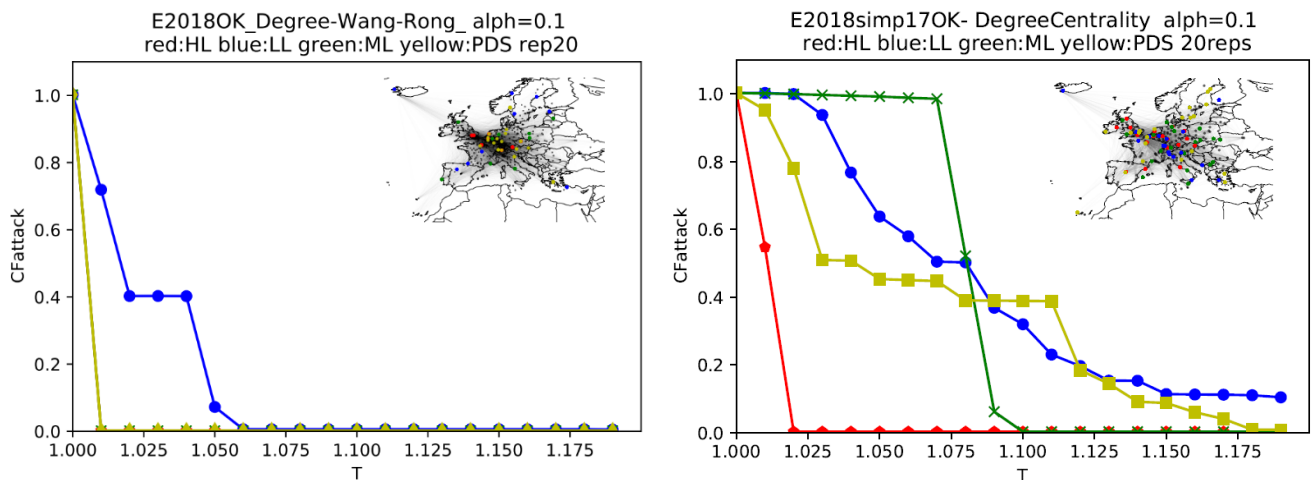 E2018OK_Degree-Wang-Rong_ alph=0.1
red:HL blue:LL green:ML yellow:PDS rep20
CFattack
1.0
0.8
0.6
0.4
0.2
0.0
1.000 1.025 1.050 1.075 1.100 1.125 1.150 1.175
T
E2018simp17OK- DegreeCentrality alph=0.1
red:HL blue:LL green:ML yellow:PDS 20reps
CFattack
1.0
0.8
0.6
0.4
0.2
0.0
1.000 1.025 1.050 1.075 1.100 1.125 1.150 1.175
T